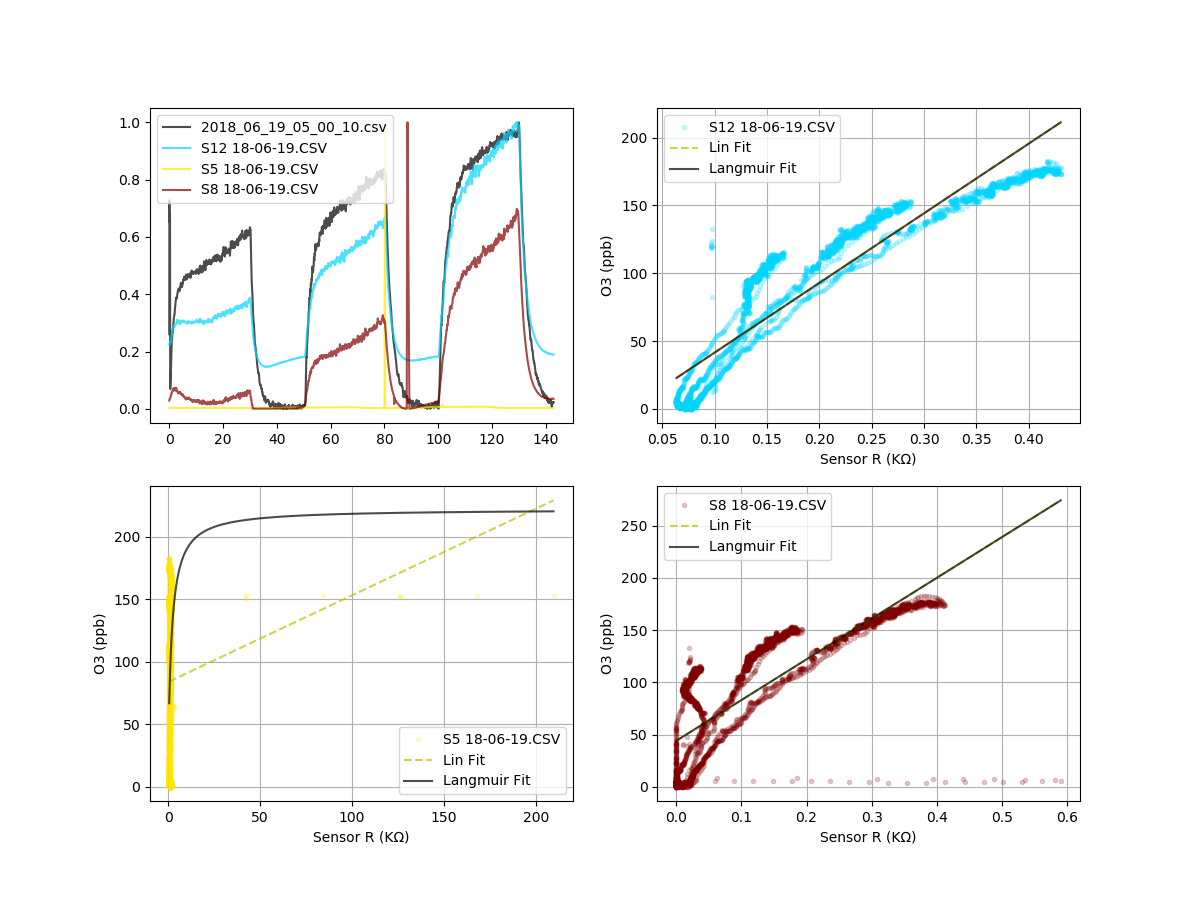 2018_06_19_05_00_10.csv
S12 18-06-19.CSV
S5 18-06-19.CSV
S8 18-06-19.CSV
1.0
0.8
0.6
0.4
0.2
0.0
0 20 40 60 80 100 120 140
S12 18-06-19.CSV
Lin Fit
Langmuir Fit
O3 (ppb)
200
150
100
50
0
0.05 0.10 0.15 0.20 0.25 0.30 0.35 0.40
Sensor R (KΩ)
O3 (ppb)
200
150
100
50
0
S5 18-06-19.CSV
Lin Fit
Langmuir Fit
0 50 100 150 200
Sensor R (KΩ)
S8 18-06-19.CSV
Lin Fit
Langmuir Fit
O3 (ppb)
250
200
150
100
50
0
0.0 0.1 0.2 0.3 0.4 0.5 0.6
Sensor R (KΩ)